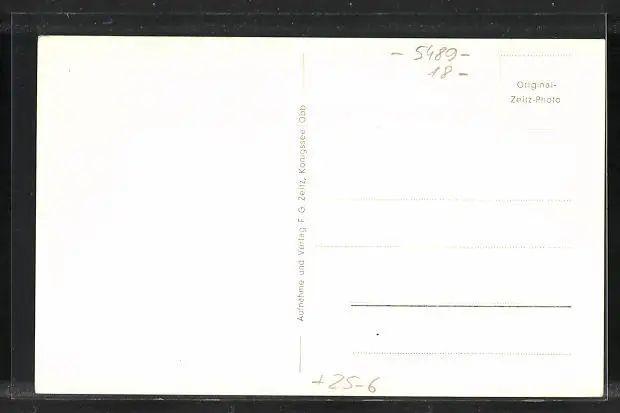 - 5489 -
18 -
Original-
Zeitz-Photo
Aufnahme und Verlag F. G. Zeitz, Königssee/Obb
+ 25-6